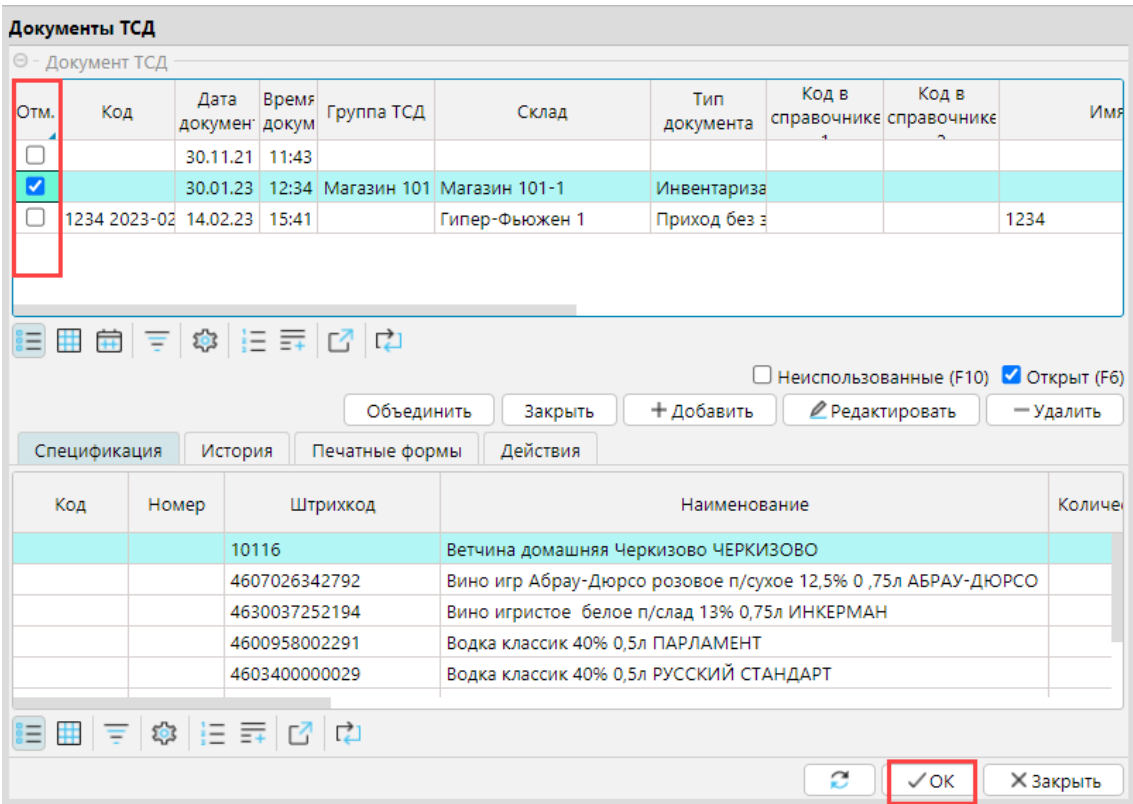 Документы ТСД
Документ ТСД
Отм. Код Дата докумен Время докум Группа ТСД Склад Тип документа Код в справочнике Код в справочнике Имя
30.11.21 11:43
30.01.23 12:34 Магазин 101 Магазин 101-1 Инвентариза
1234 2023-02 14.02.23 15:41 Гипер-Фьюжен 1 Приход без з 1234
Неиспользованные (F10) Открыт (F6)
Объединить Закрыть + Добавить Редактировать — Удалить
Спецификация История Печатные формы Действия
Код Номер Штрихкод Наименование Количе
10116 Ветчина домашняя Черкизово ЧЕРКИЗОВО
4607026342792 Вино игр Абрау-Дюрсо розовое п/сухое 12,5% 0 ,75л АБРАУ-ДЮРСО
4630037252194 Вино игристое белое п/слад 13% 0,75л ИНКЕРМАН
4600958002291 Водка классик 40% 0,5л ПАРЛАМЕНТ
4603400000029 Водка классик 40% 0,5л РУССКИЙ СТАНДАРТ
ОК Закрыть